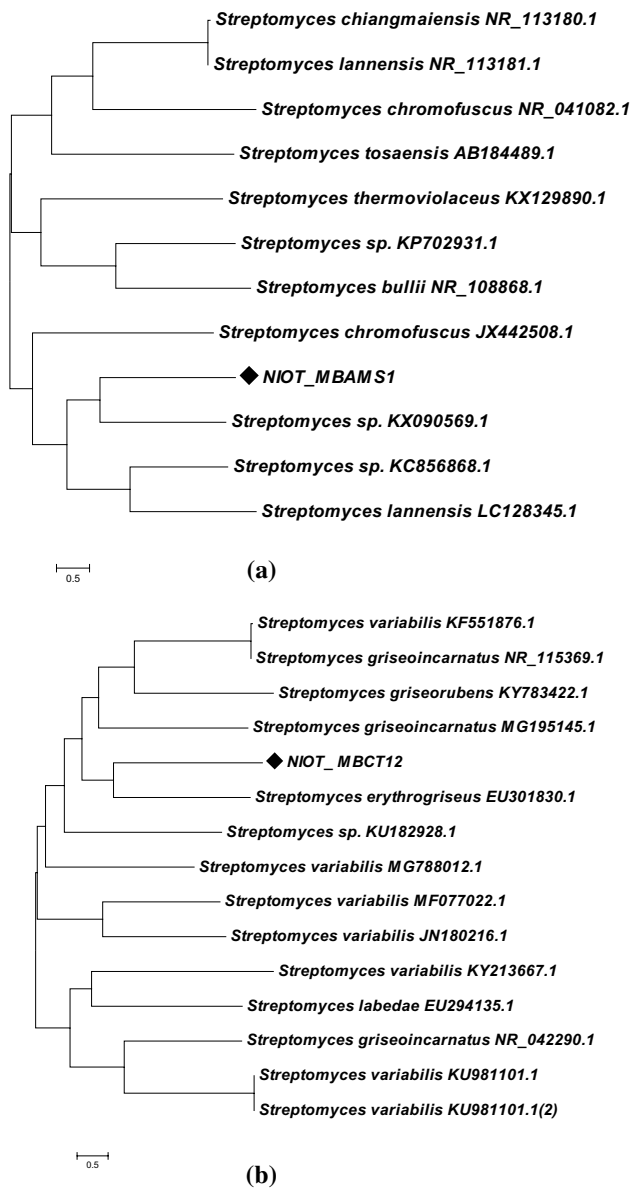 Streptomyces chiangmaiensis NR_113180.1
Streptomyces lannensis NR_113181.1
Streptomyces chromofuscus NR_041082.1
Streptomyces tosaensis AB184489.1
Streptomyces thermoviolaceus KX129890.1
Streptomyces sp. KP702931.1
Streptomyces bullii NR_108868.1
Streptomyces chromofuscus JX442508.1
NIOT_MBAMS1
Streptomyces sp. KX090569.1
Streptomyces sp. KC856868.1
Streptomyces lannensis LC128345.1
0.5
(a)
Streptomyces variabilis KF551876.1
Streptomyces griseoincarnatus NR_115369.1
Streptomyces griseorubens KY783422.1
Streptomyces griseoincarnatus MG195145.1
NIOT_ MBCT12
Streptomyces erythrogriseus EU301830.1
Streptomyces sp. KU182928.1
Streptomyces variabilis MG788012.1
Streptomyces variabilis MF077022.1
Streptomyces variabilis JN180216.1
Streptomyces variabilis KY213667.1
Streptomyces labedae EU294135.1
Streptomyces griseoincarnatus NR_042290.1
Streptomyces variabilis KU981101.1
Streptomyces variabilis KU981101.1(2)
0.5
(b)